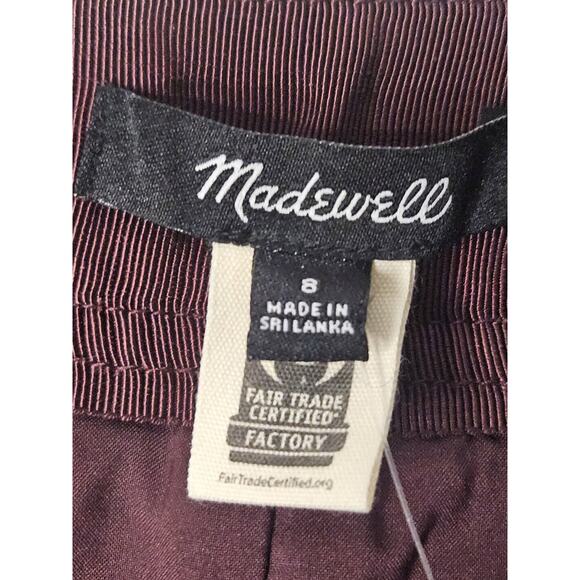 Madewell
8
MADE IN
SRI LANKA
FAIR TRADE
CERTIFIED
FACTORY
FairTradeCertified.org